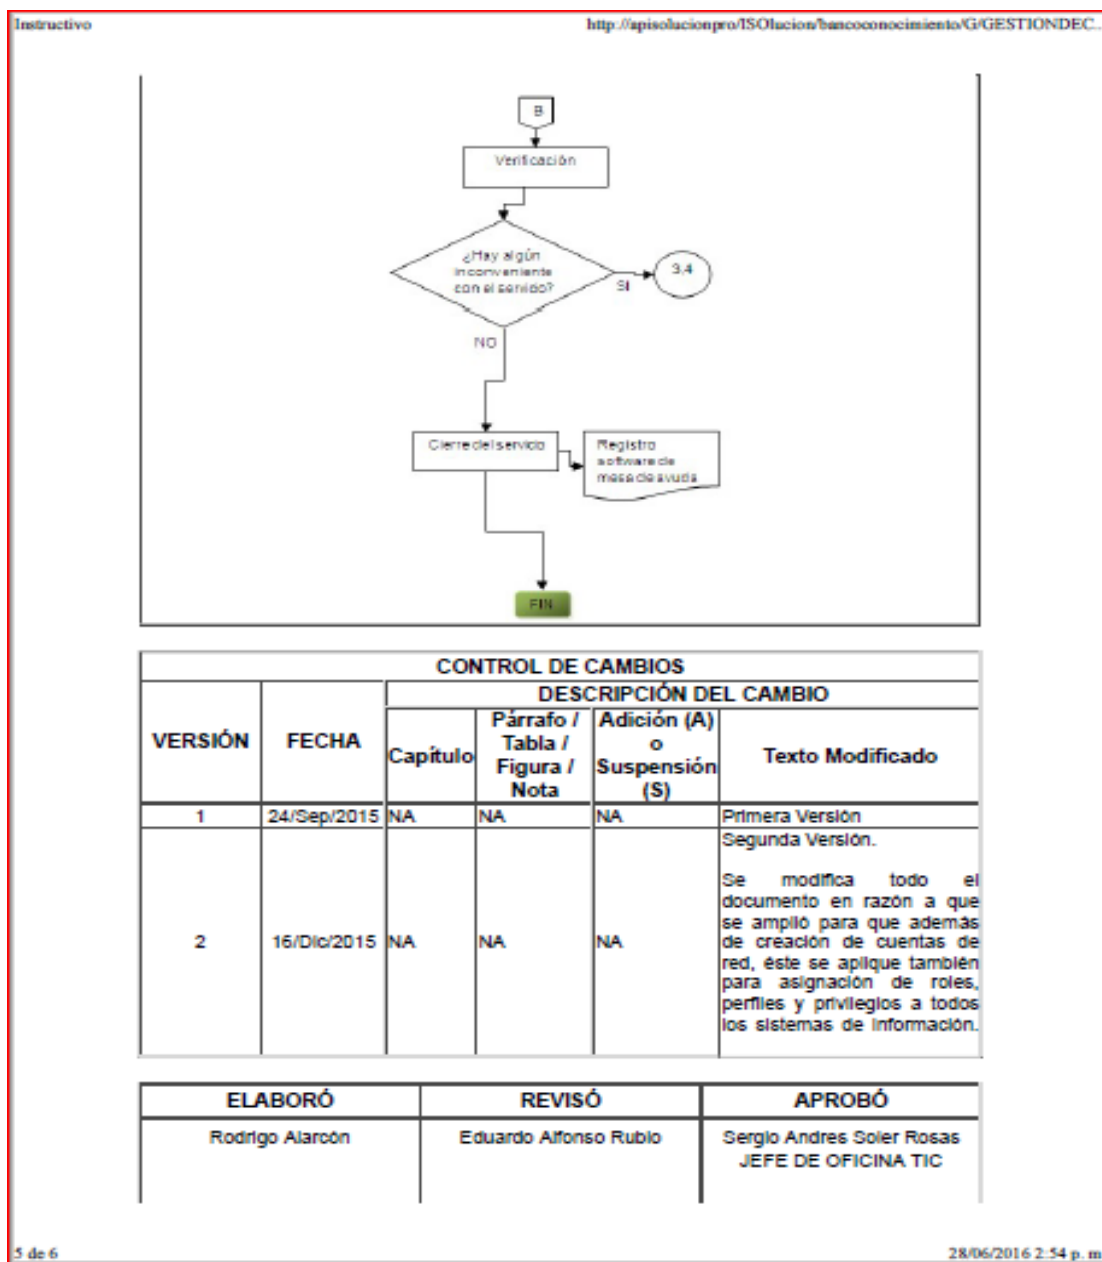 Instructivo
http://apisolucionpro/ISOlucion/bancoconocimiento/G/GESTIONDEC...
B
Verificación
¿Hay algún
inconveniente
con el servicio?
SI
3.4
NO
Cierre del servicio
Registro
software de
mesa de ayuda
FIN
CONTROL DE CAMBIOS
DESCRIPCIÓN DEL CAMBIO
VERSIÓN
FECHA
Capítulo
Párrafo /
Tabla /
Figura /
Nota
Adición (A)
o
Suspensión
(S)
Texto Modificado
1 24/Sep/2015 NA NA NA Primera Versión
Segunda Versión.
Se modifica todo el
documento en razón a que
se amplió para que además
2 16/Dic/2015 NA NA NA de creación de cuentas de
red, éste se aplique también
para asignación de roles,
perfiles y privilegios a todos
los sistemas de información.
ELABORÓ REVISÓ APROBÓ
Rodrigo Alarcón Eduardo Alfonso Rubio Sergio Andres Soler Rosas
JEFE DE OFICINA TIC
5 de 6
28/06/2016 2:54 p. m